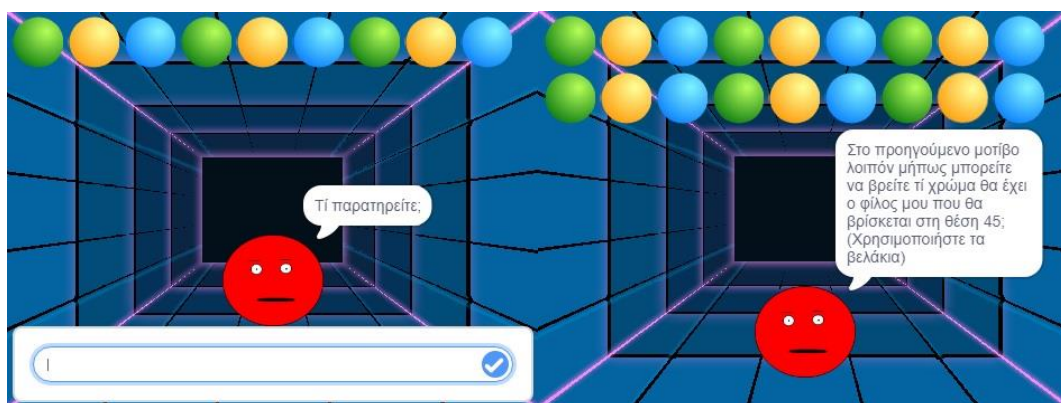 Τί παρατηρείτε;
Στο προηγούμενο μοτίβο
λοιπόν μήπως μπορείτε
να βρείτε τί χρώμα θα έχει
ο φίλος μου που θα
βρίσκεται στη θέση 45;
(Χρησιμοποιήστε τα
βελάκια)